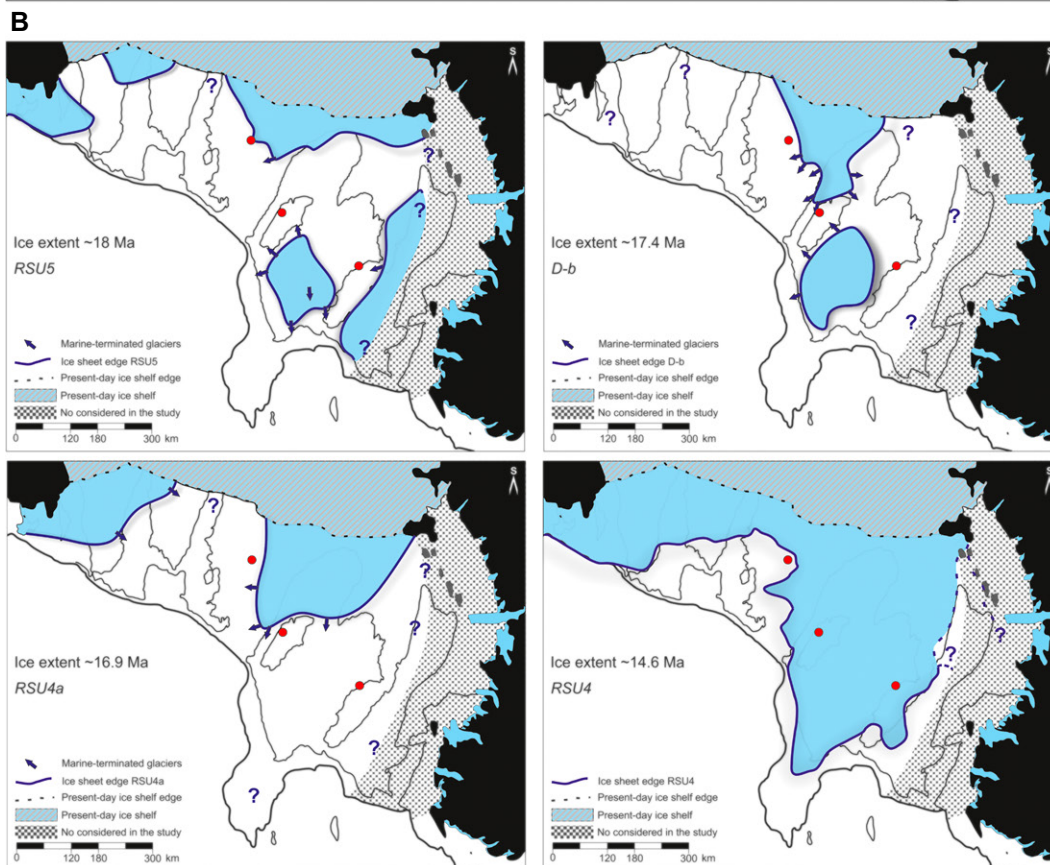 B
S
?
?
?
?
Ice extent ~18 Ma
RSU5
Marine-terminated glaciers
Ice sheet edge RSU5
Present-day ice shelf edge
Present-day ice shelf
No considered in the study
120 180 300 km
S
?
?
?
?
?
Ice extent ~17.4 Ma
D-b
Marine-terminated glaciers
Ice sheet edge D-b
Present-day ice shelf edge
Present-day ice shelf
No considered in the study
120 180 300 km
S
?
?
?
?
?
Ice extent ~16.9 Ma
RSU4a
Marine-terminated glaciers
Ice sheet edge RSU4a
Present-day ice shelf edge
Present-day ice shelf
No considered in the study
120 180 300 km
S
?
?
Ice extent ~14.6 Ma
RSU4
Ice sheet edge RSU4
Present-day ice shelf edge
Present-day ice shelf
No considered in the study
120 180 300 km